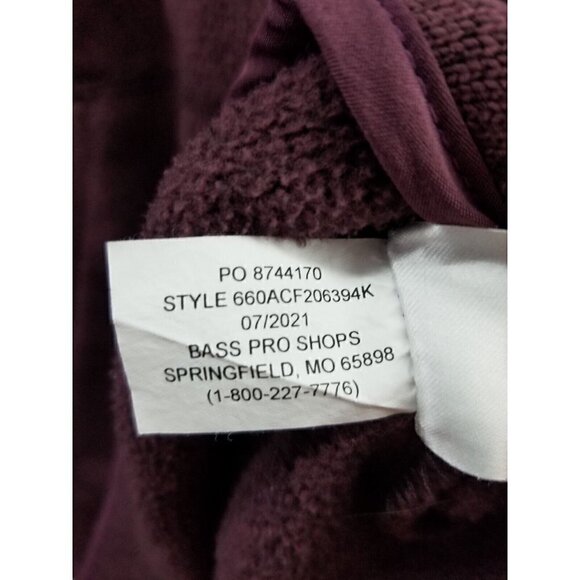 PO 8744170
STYLE 660ACF206394K
07/2021
BASS PRO SHOPS
SPRINGFIELD, MO 65898
(1-800-227-7776)